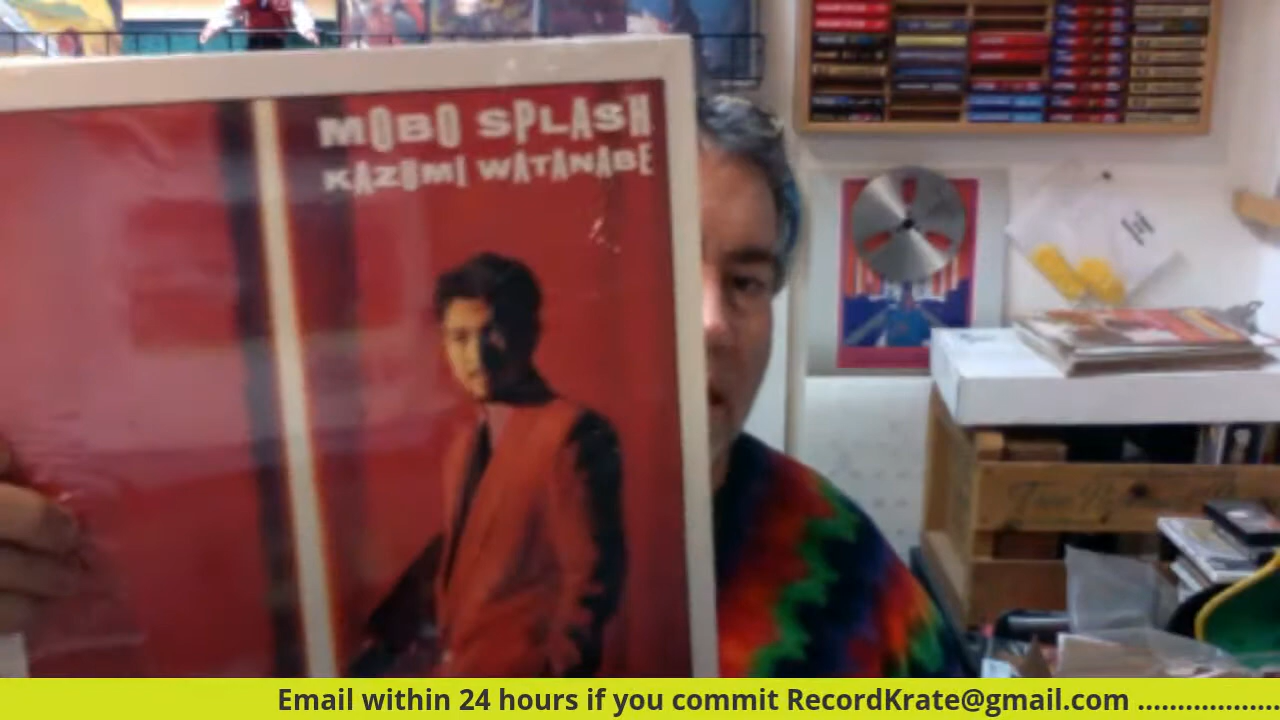 MOBO SPLASH
KAZUMI WATANABE
Email within 24 hours if you commit RecordKrate@gmail.com ..................